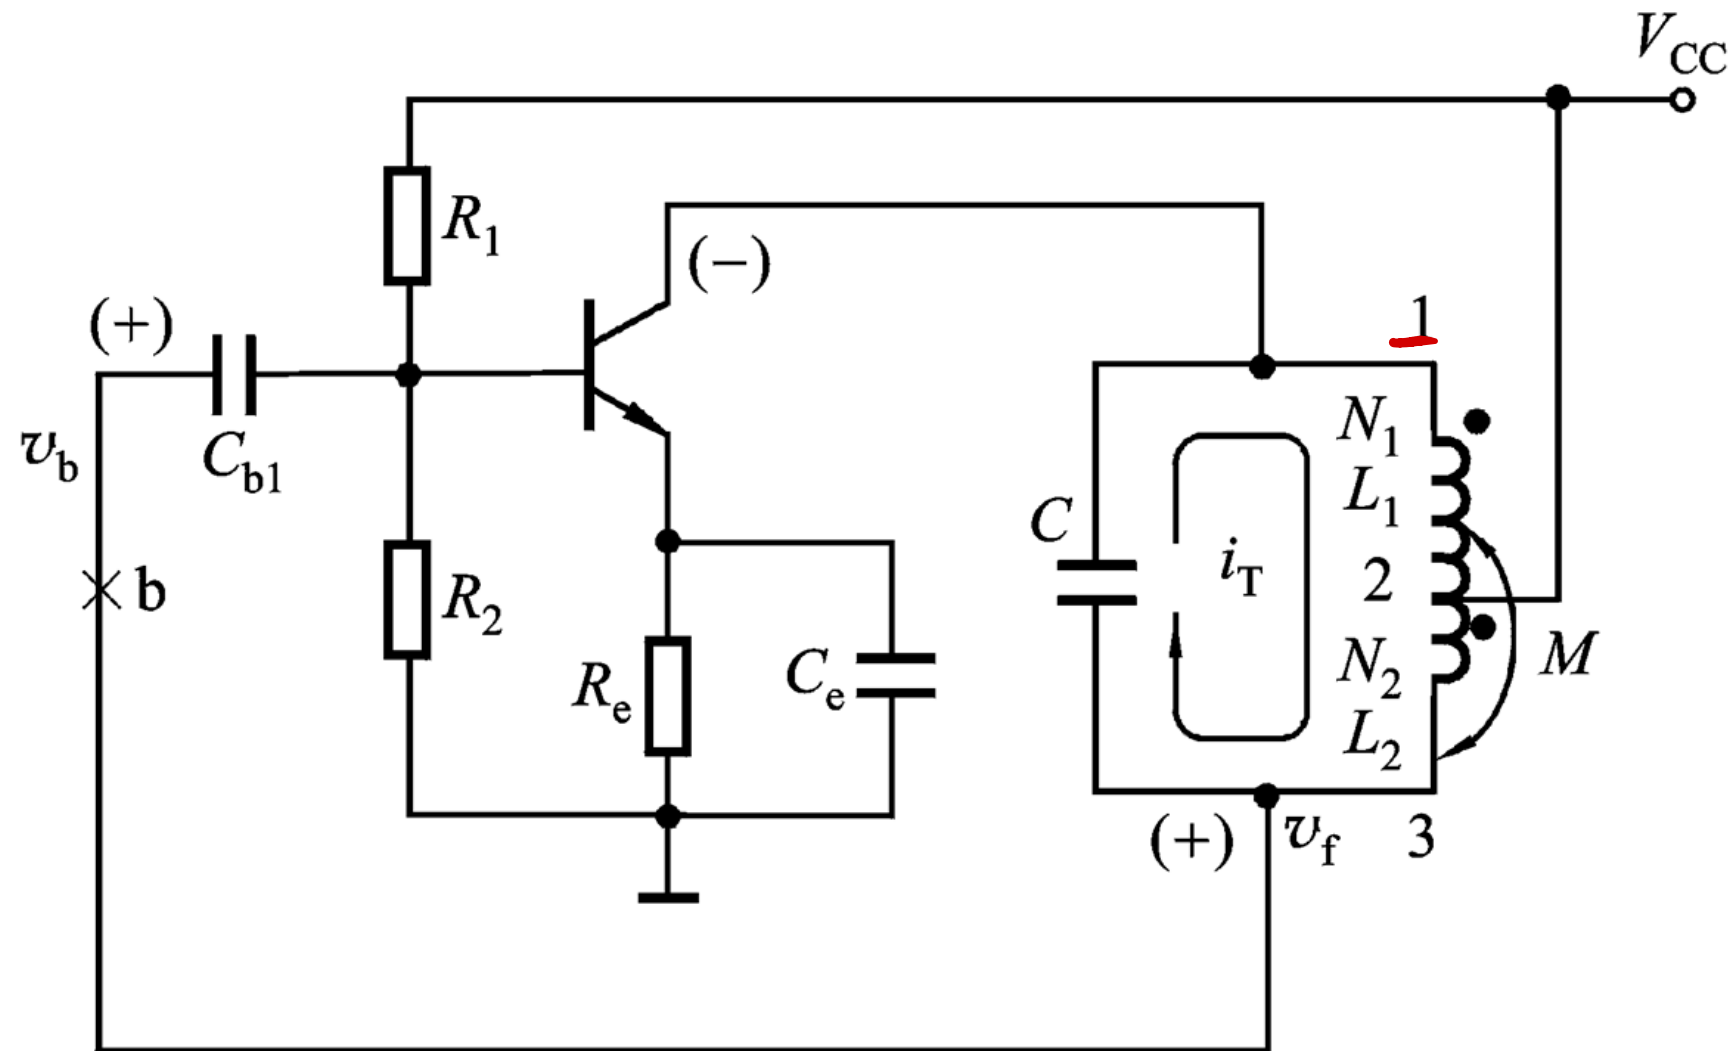 V_CC
R_1
(−)
(+)
1
N_1
v_b
C_b1
L_1
C
i_T
2
b
R_2
R_e
C_e
N_2
M
L_2
(+)
v_f
3